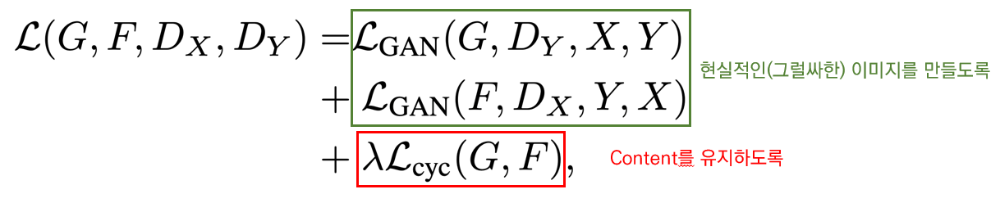 ℒ(G, F, D_X, D_Y) = ℒ_GAN(G, D_Y, X, Y)
현실적인(그럴싸한) 이미지를 만들도록
+ ℒ_GAN(F, D_X, Y, X)
+ λℒ_cyc(G, F), Content를 유지하도록